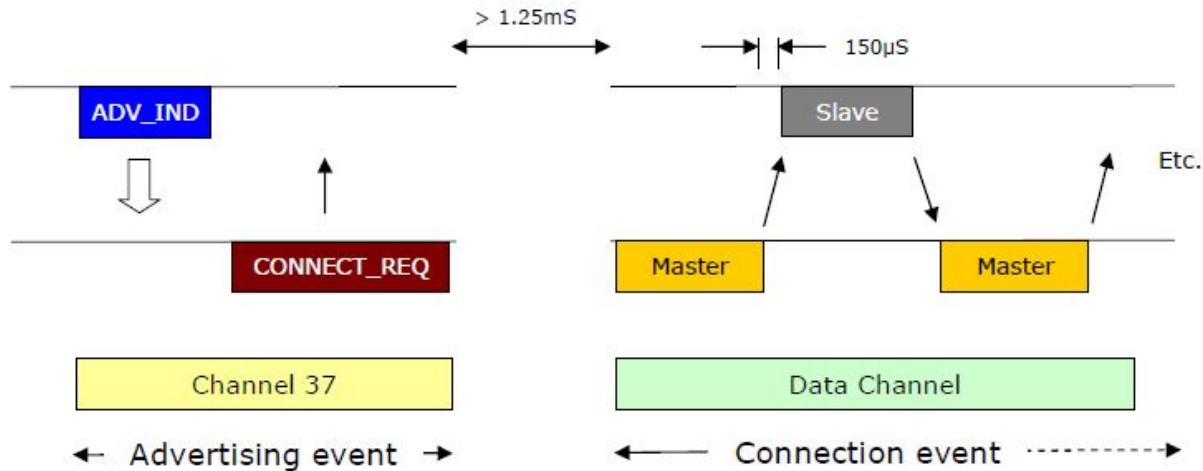 > 1.25mS
150µS
ADV_IND
Slave
Etc.
CONNECT_REQ
Master
Master
Channel 37
Data Channel
Advertising event
Connection event